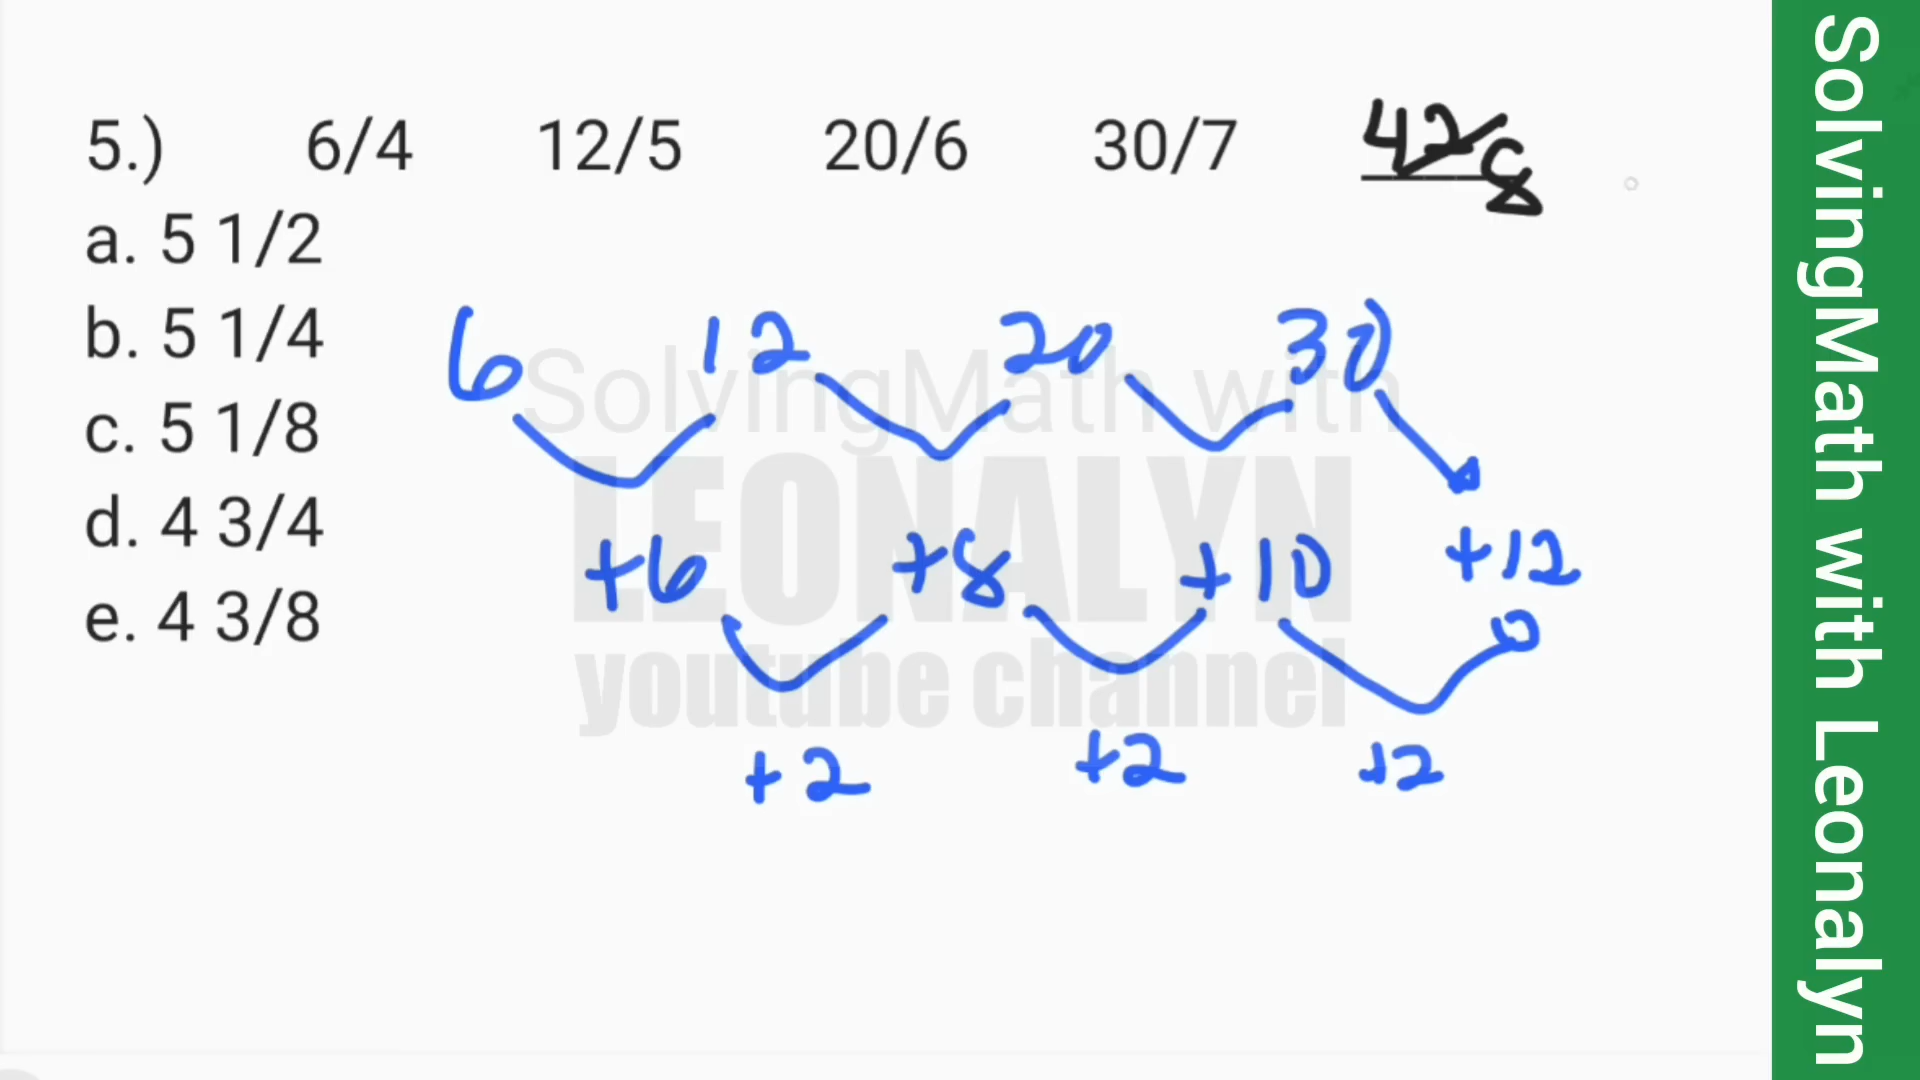 5.) 6/4 12/5 20/6 30/7 42/8
a. 5 1/2
b. 5 1/4
c. 5 1/8
d. 4 3/4
e. 4 3/8
6 12 20 30
+6 +8 +10 +12
+2 +2 +2
SolvingMath with
LEONALYN
youtube channel
SolvingMath with Leonalyn